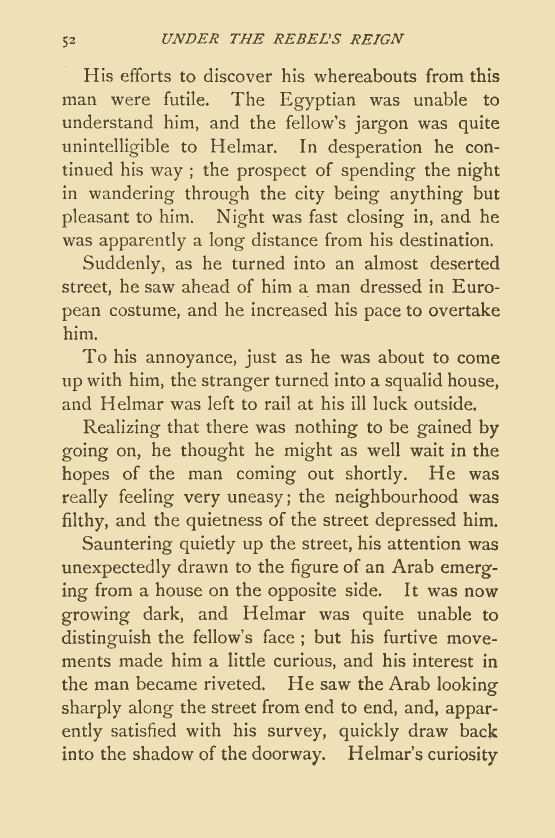 52 UNDER THE REBEL'S REIGN
His efforts to discover his whereabouts from this
man were futile. The Egyptian was unable to
understand him, and the fellow's jargon was quite
unintelligible to Helmar. In desperation he con-
tinued his way ; the prospect of spending the night
in wandering through the city being anything but
pleasant to him. Night was fast closing in, and he
was apparently a long distance from his destination.
Suddenly, as he turned into an almost deserted
street, he saw ahead of him a man dressed in Euro-
pean costume, and he increased his pace to overtake
him.
To his annoyance, just as he was about to come
up with him, the stranger turned into a squalid house,
and Helmar was left to rail at his ill luck outside.
Realizing that there was nothing to be gained by
going on, he thought he might as well wait in the
hopes of the man coming out shortly. He was
really feeling very uneasy ; the neighbourhood was
filthy, and the quietness of the street depressed him.
Sauntering quietly up the street, his attention was
unexpectedly drawn to the figure of an Arab emerg-
ing from a house on the opposite side. It was now
growing dark, and Helmar was quite unable to
distinguish the fellow's face ; but his furtive move-
ments made him a little curious, and his interest in
the man became riveted. He saw the Arab looking
sharply along the street from end to end, and, appar-
ently satisfied with his survey, quickly draw back
into the shadow of the doorway. Helmar's curiosity